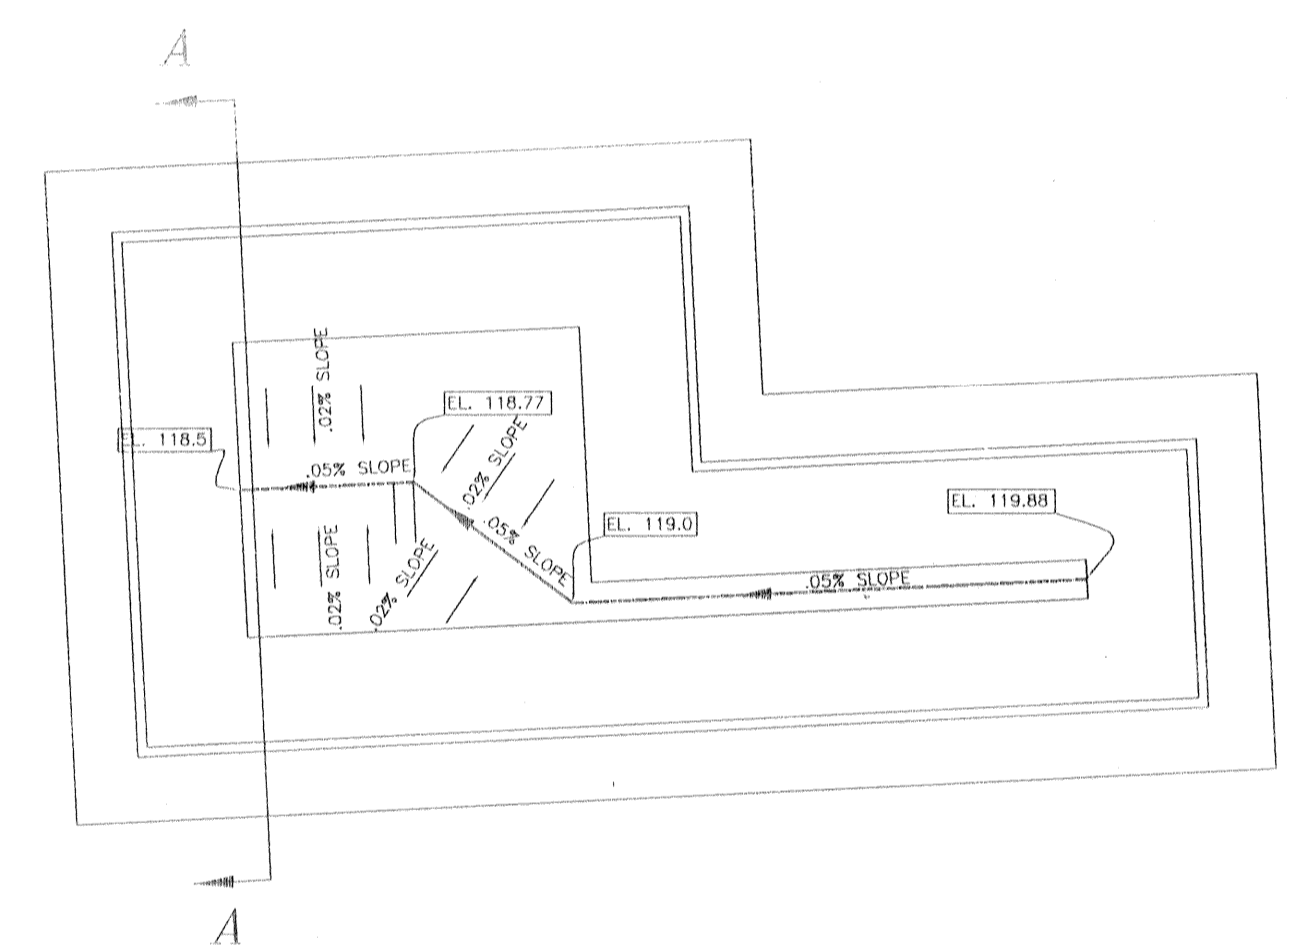 A
.02% SLOPE
EL. 118.77
EL. 118.5
.05% SLOPE
.02% SLOPE
EL. 119.88
EL. 119.0
.05% SLOPE
.02% SLOPE
.02% SLOPE
.05% SLOPE
A